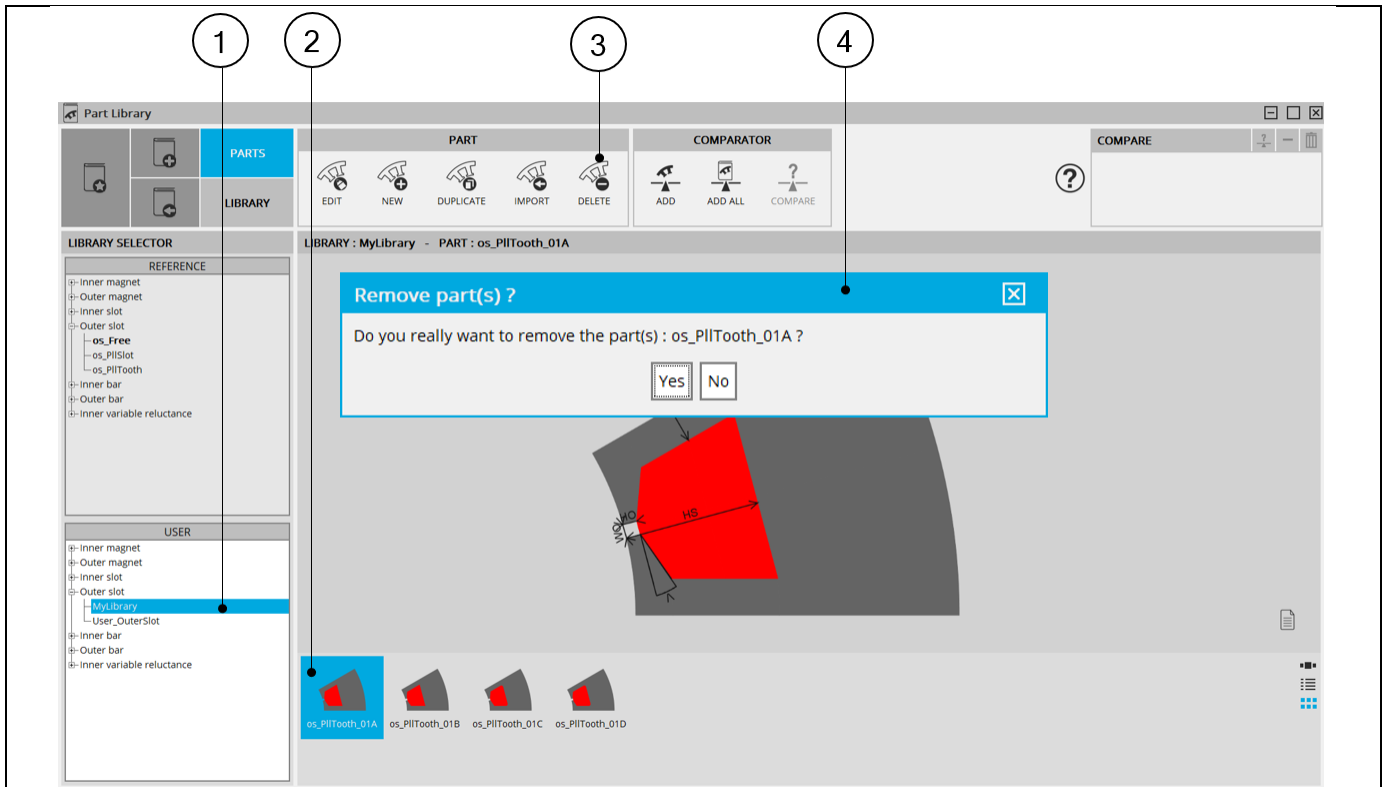 1 2 3 4
Part Library
PARTS
LIBRARY
PART
EDIT NEW DUPLICATE IMPORT DELETE
COMPARATOR
ADD ADD ALL ? COMPARE
?
COMPARE
?
LIBRARY SELECTOR
REFERENCE
Inner magnet
Outer magnet
Inner slot
Outer slot
os_Free
os_PllSlot
os_PllTooth
Inner bar
Outer bar
Inner variable reluctance
USER
Inner magnet
Outer magnet
Inner slot
Outer slot
MyLibrary
User_OuterSlot
Inner bar
Outer bar
Inner variable reluctance
LIBRARY : MyLibrary - PART : os_PllTooth_01A
Remove part(s) ?
Do you really want to remove the part(s) : os_PllTooth_01A ?
Yes No
HO
WO
HS
V
os_PllTooth_01A os_PllTooth_01B os_PllTooth_01C os_PllTooth_01D